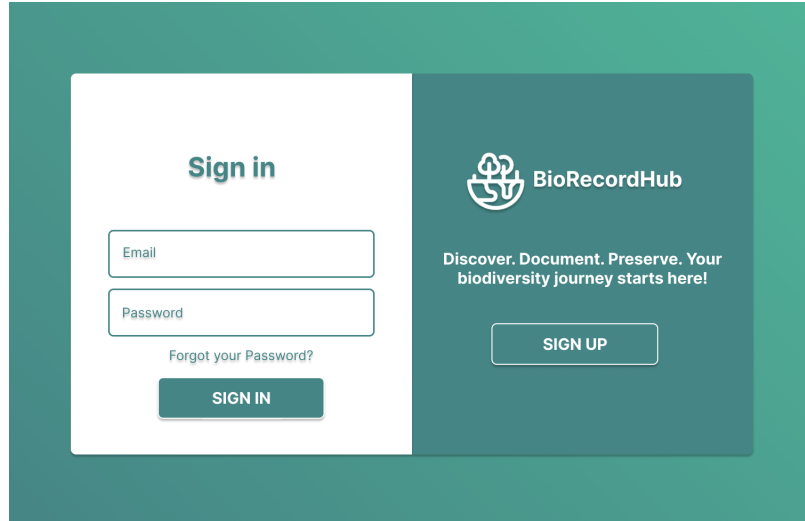 Sign in
Email
Password
Forgot your Password?
SIGN IN
BioRecordHub
Discover. Document. Preserve. Your
biodiversity journey starts here!
SIGN UP